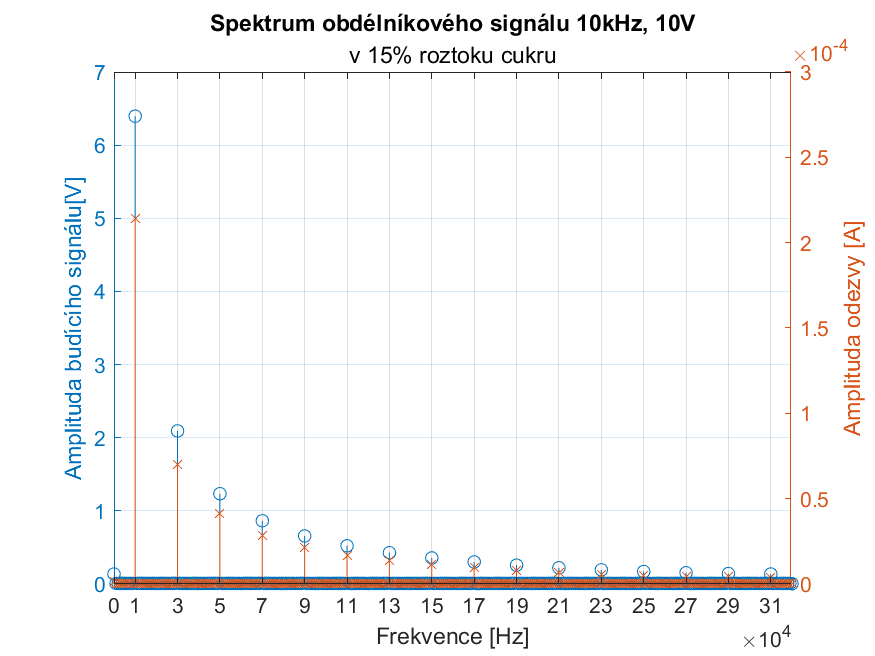 Spektrum obdélníkového signálu 10kHz, 10V
v 15% roztoku cukru
×10^-4
7
6
5
4
3
2
1
0
Amplituda budícího signálu[V]
3
2.5
2
1.5
1
0.5
0
Amplituda odezvy [A]
0 1 3 5 7 9 11 13 15 17 19 21 23 25 27 29 31
Frekvence [Hz]
×10^4